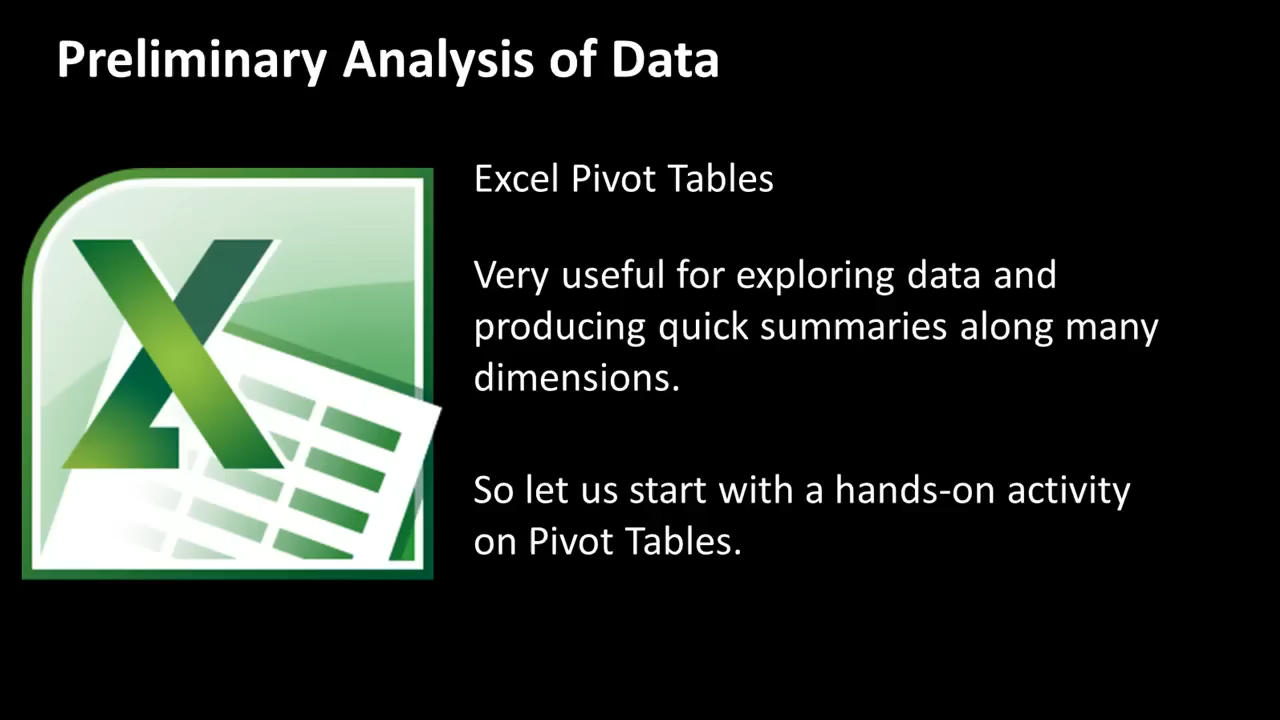 Preliminary Analysis of Data
Excel Pivot Tables
Very useful for exploring data and
producing quick summaries along many
dimensions.
So let us start with a hands-on activity
on Pivot Tables.